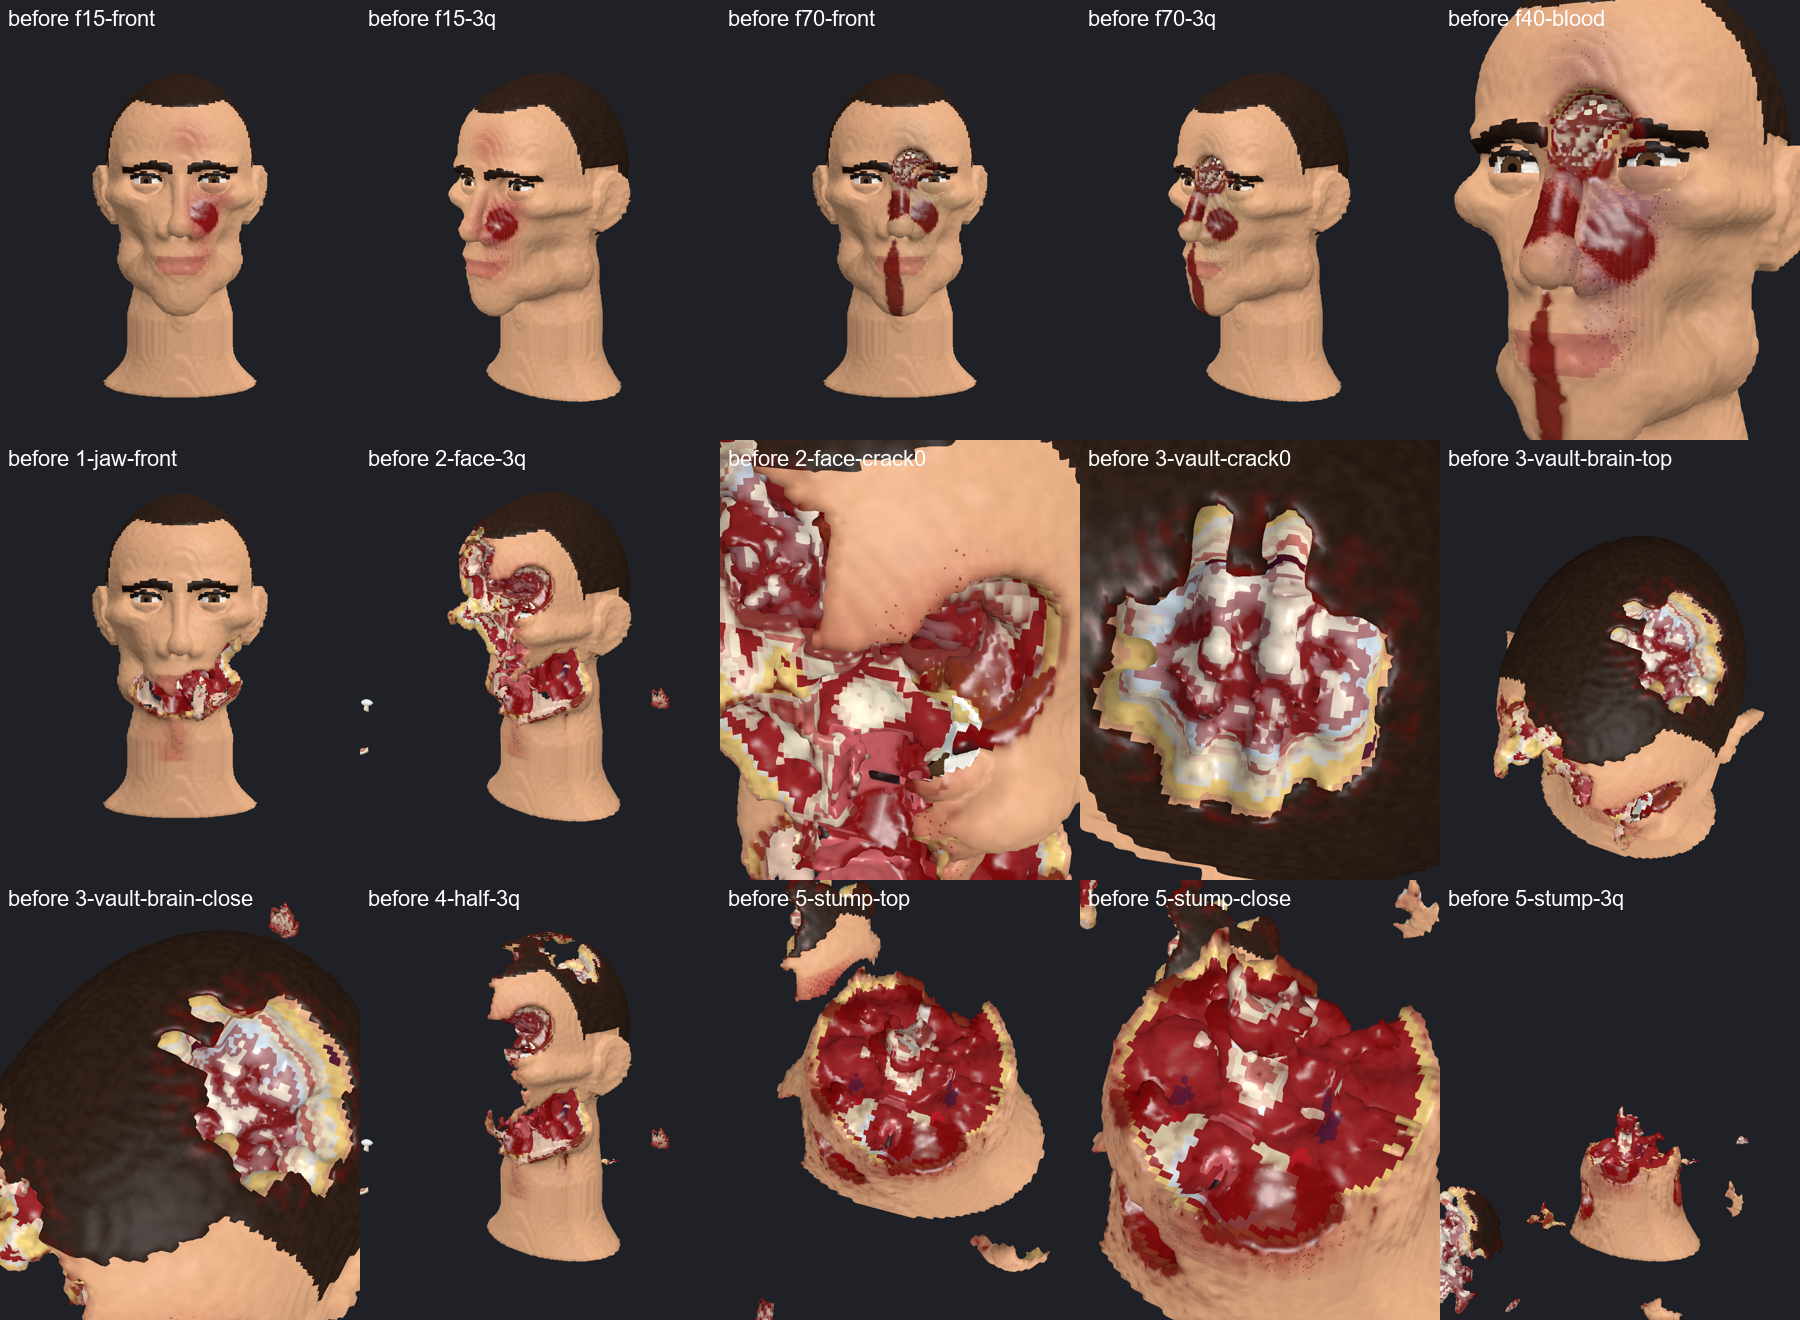 before f15-front
before f15-3q
before f70-front
before f70-3q
before f40-blood
before 1-jaw-front
before 2-face-3q
before 2-face-crack0
before 3-vault-crack0
before 3-vault-brain-top
before 3-vault-brain-close
before 4-half-3q
before 5-stump-top
before 5-stump-close
before 5-stump-3q